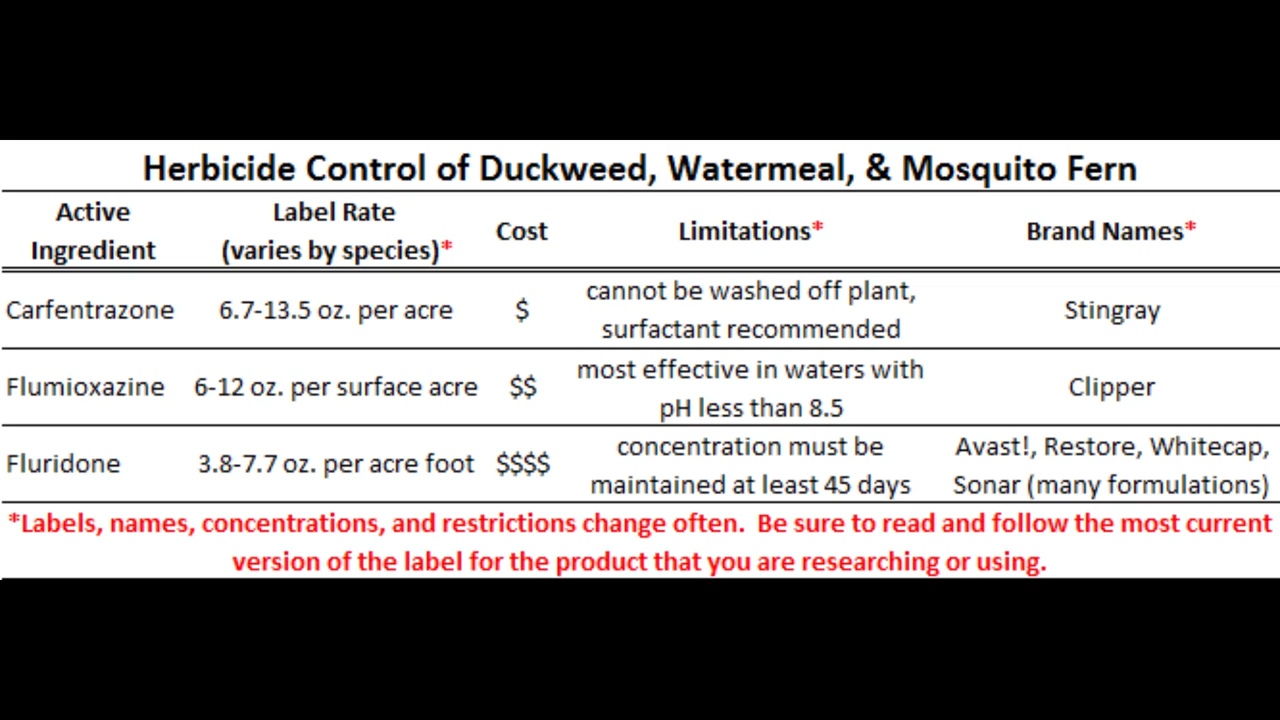 Herbicide Control of Duckweed, Watermeal, & Mosquito Fern
Active Ingredient
Label Rate (varies by species)*
Cost
Limitations*
Brand Names*
Carfentrazone
6.7-13.5 oz. per acre
$
cannot be washed off plant,
surfactant recommended
Stingray
Flumioxazine
6-12 oz. per surface acre
$$
most effective in waters with
pH less than 8.5
Clipper
Fluridone
3.8-7.7 oz. per acre foot
$$$$
concentration must be
maintained at least 45 days
Avast!, Restore, Whitecap,
Sonar (many formulations)
*Labels, names, concentrations, and restrictions change often.  Be sure to read and follow the most current
version of the label for the product that you are researching or using.